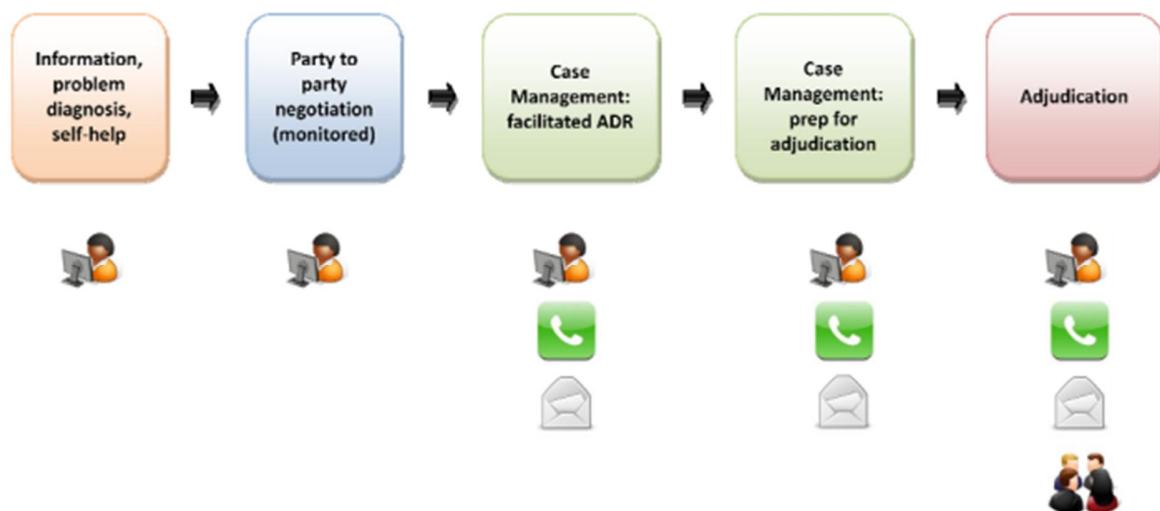 Information,
problem
diagnosis,
self-help
Party to
party
negotiation
(monitored)
Case
Management:
facilitated ADR
Case
Management:
prep for
adjudication
Adjudication